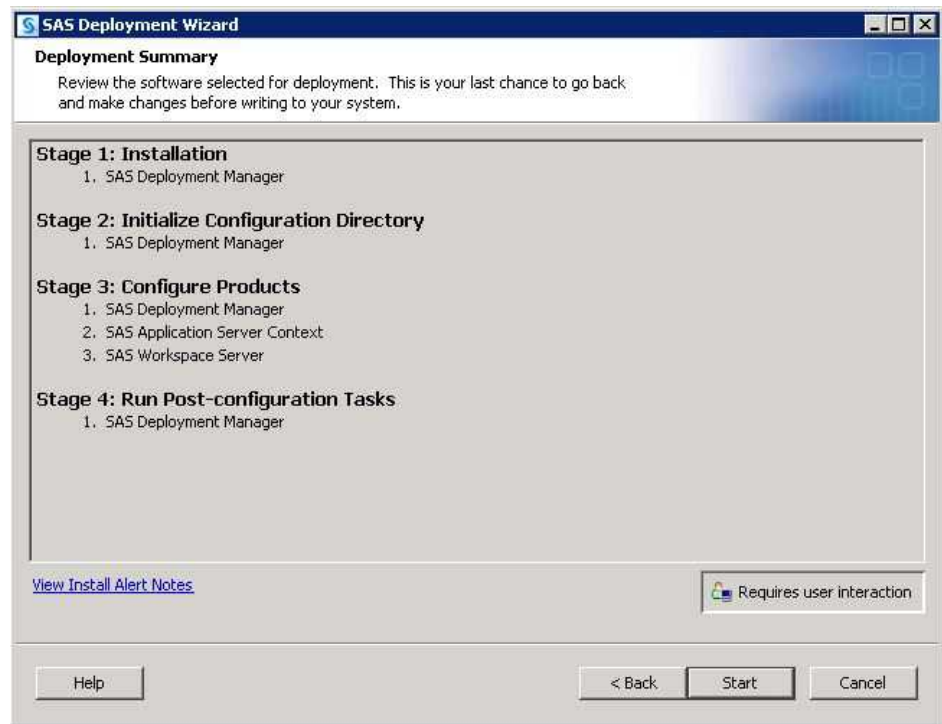 SAS Deployment Wizard
Deployment Summary
Review the software selected for deployment. This is your last chance to go back
and make changes before writing to your system.
Stage 1: Installation
1. SAS Deployment Manager
Stage 2: Initialize Configuration Directory
1. SAS Deployment Manager
Stage 3: Configure Products
1. SAS Deployment Manager
2. SAS Application Server Context
3. SAS Workspace Server
Stage 4: Run Post-configuration Tasks
1. SAS Deployment Manager
View Install Alert Notes
Requires user interaction
Help
< Back
Start
Cancel